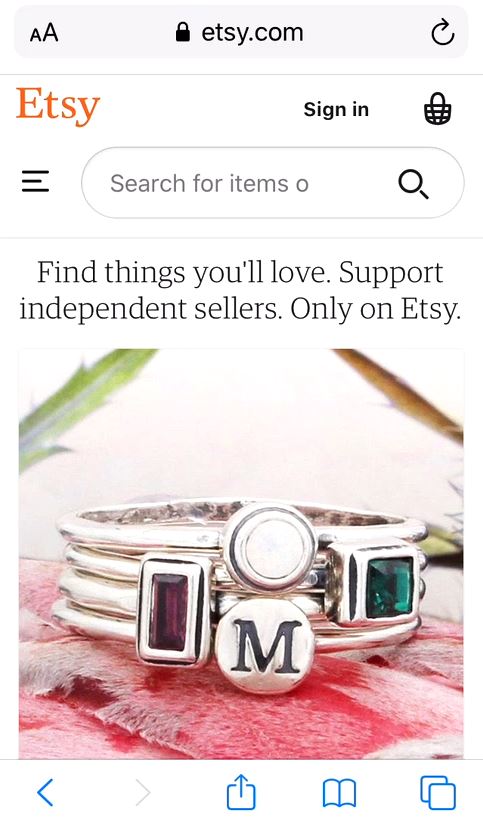 AA etsy.com
Etsy Sign in
Search for items o
Find things you'll love. Support
independent sellers. Only on Etsy.
M